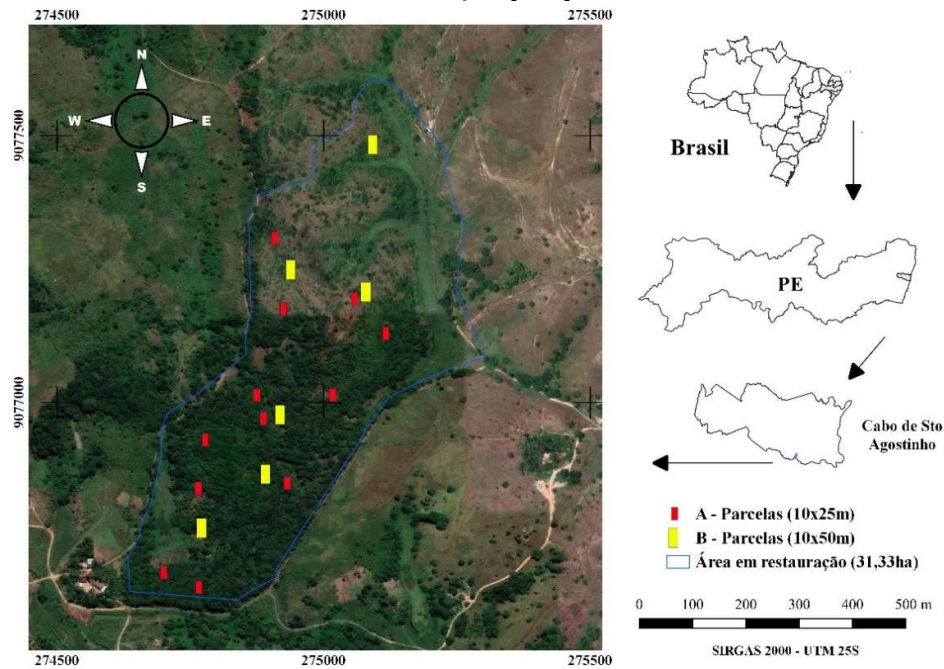 274500 275000 275500
N
W E
S
9077500
9077000
Brasil
PE
Cabo de Sto
Agostinho
A - Parcelas (10x25m)
B - Parcelas (10x50m)
Área em restauração (31,33ha)
0 100 200 300 400 500 m
SIRGAS 2000 - UTM 25S
274500 275000 275500